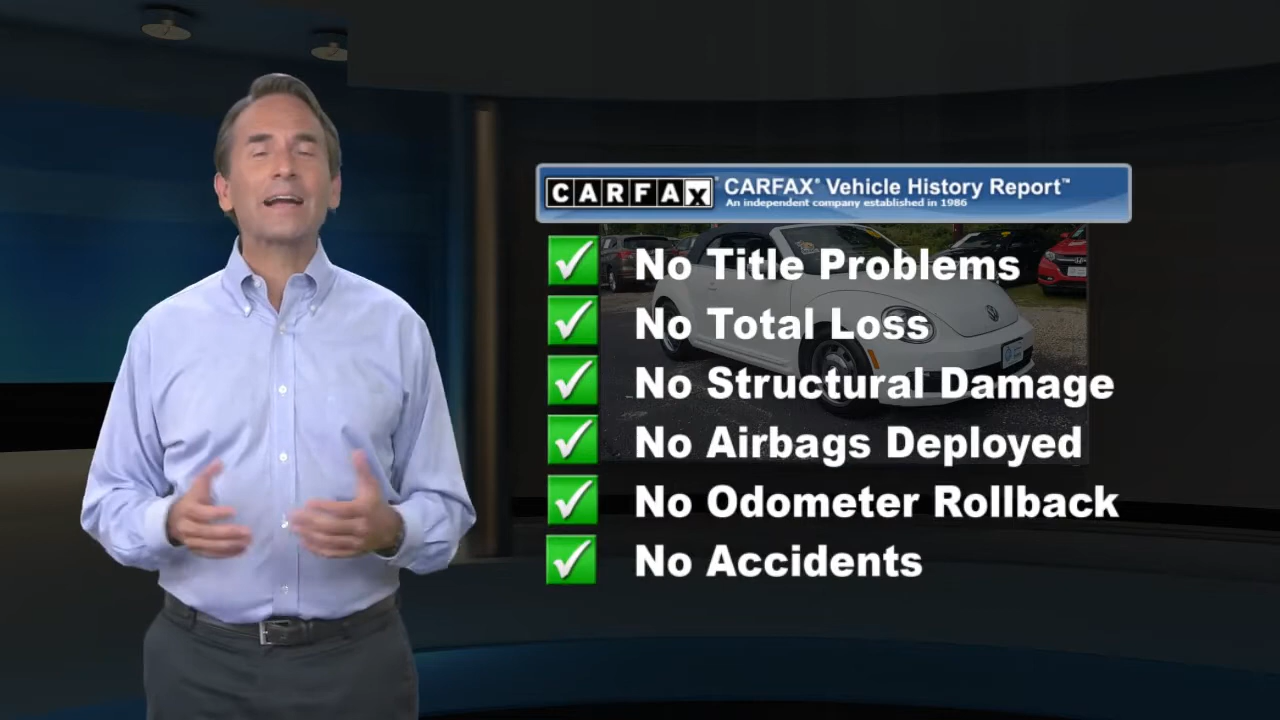 CARFAX® CARFAX® Vehicle History Report™
An independent company established in 1986
No Title Problems
No Total Loss
No Structural Damage
No Airbags Deployed
No Odometer Rollback
No Accidents